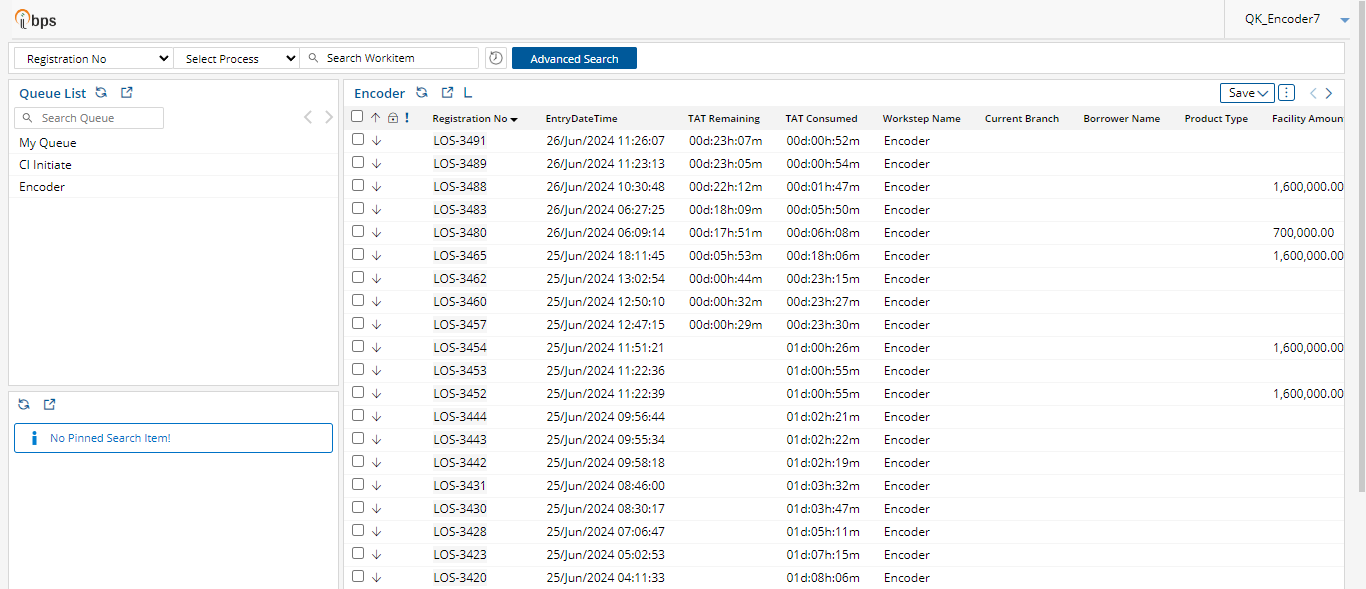 ibps
QK_Encoder7
Registration No Select Process Search Workitem Advanced Search
Queue List
Search Queue
My Queue
CI Initiate
Encoder
No Pinned Search Item!
Encoder L Save
! Registration No EntryDateTime TAT Remaining TAT Consumed Workstep Name Current Branch Borrower Name Product Type Facility Amoun
LOS-3491 26/Jun/2024 11:26:07 00d:23h:07m 00d:00h:52m Encoder
LOS-3489 26/Jun/2024 11:23:13 00d:23h:05m 00d:00h:54m Encoder
LOS-3488 26/Jun/2024 10:30:48 00d:22h:12m 00d:01h:47m Encoder 1,600,000.00
LOS-3483 26/Jun/2024 06:27:25 00d:18h:09m 00d:05h:50m Encoder
LOS-3480 26/Jun/2024 06:09:14 00d:17h:51m 00d:06h:08m Encoder 700,000.00
LOS-3465 25/Jun/2024 18:11:45 00d:05h:53m 00d:18h:06m Encoder 1,600,000.00
LOS-3462 25/Jun/2024 13:02:54 00d:00h:44m 00d:23h:15m Encoder
LOS-3460 25/Jun/2024 12:50:10 00d:00h:32m 00d:23h:27m Encoder
LOS-3457 25/Jun/2024 12:47:15 00d:00h:29m 00d:23h:30m Encoder
LOS-3454 25/Jun/2024 11:51:21 01d:00h:26m Encoder 1,600,000.00
LOS-3453 25/Jun/2024 11:22:36 01d:00h:55m Encoder
LOS-3452 25/Jun/2024 11:22:39 01d:00h:55m Encoder 1,600,000.00
LOS-3444 25/Jun/2024 09:56:44 01d:02h:21m Encoder
LOS-3443 25/Jun/2024 09:55:34 01d:02h:22m Encoder
LOS-3442 25/Jun/2024 09:58:18 01d:02h:19m Encoder
LOS-3431 25/Jun/2024 08:46:00 01d:03h:32m Encoder
LOS-3430 25/Jun/2024 08:30:17 01d:03h:47m Encoder
LOS-3428 25/Jun/2024 07:06:47 01d:05h:11m Encoder
LOS-3423 25/Jun/2024 05:02:53 01d:07h:15m Encoder
LOS-3420 25/Jun/2024 04:11:33 01d:08h:06m Encoder